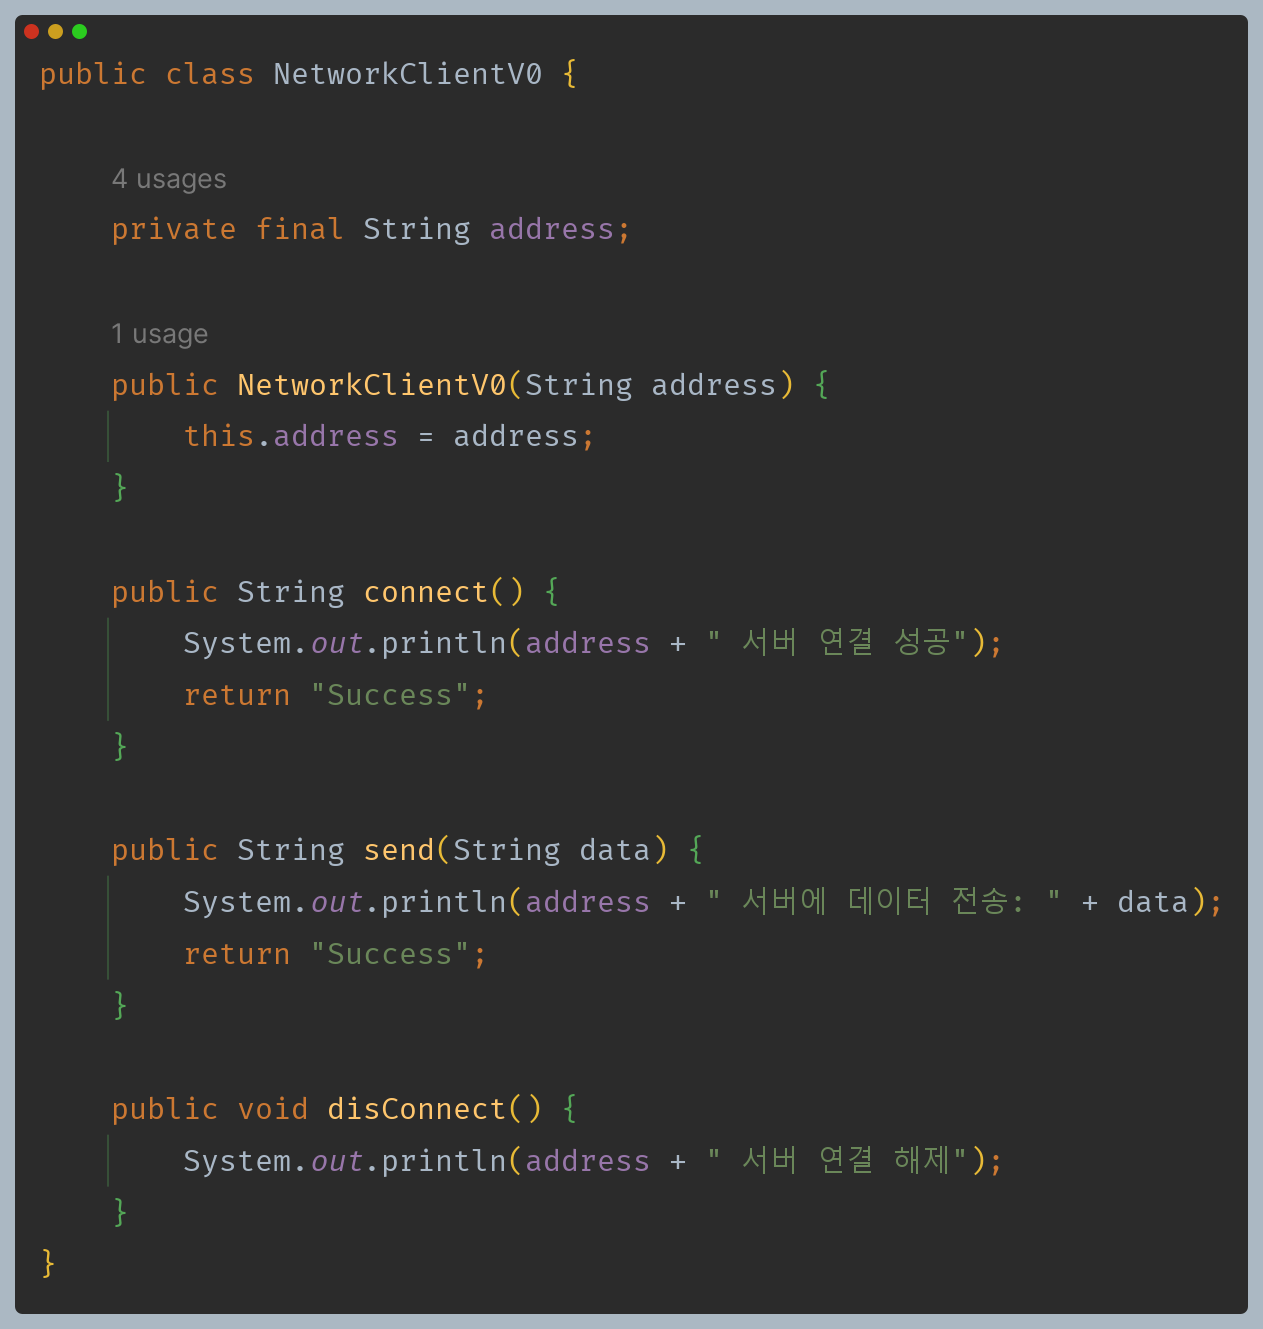 public class NetworkClientV0 {
4 usages
private final String address;
1 usage
public NetworkClientV0(String address) {
this.address = address;
}
public String connect() {
System.out.println(address + " 서버 연결 성공");
return "Success";
}
public String send(String data) {
System.out.println(address + " 서버에 데이터 전송: " + data);
return "Success";
}
public void disConnect() {
System.out.println(address + " 서버 연결 해제");
}
}